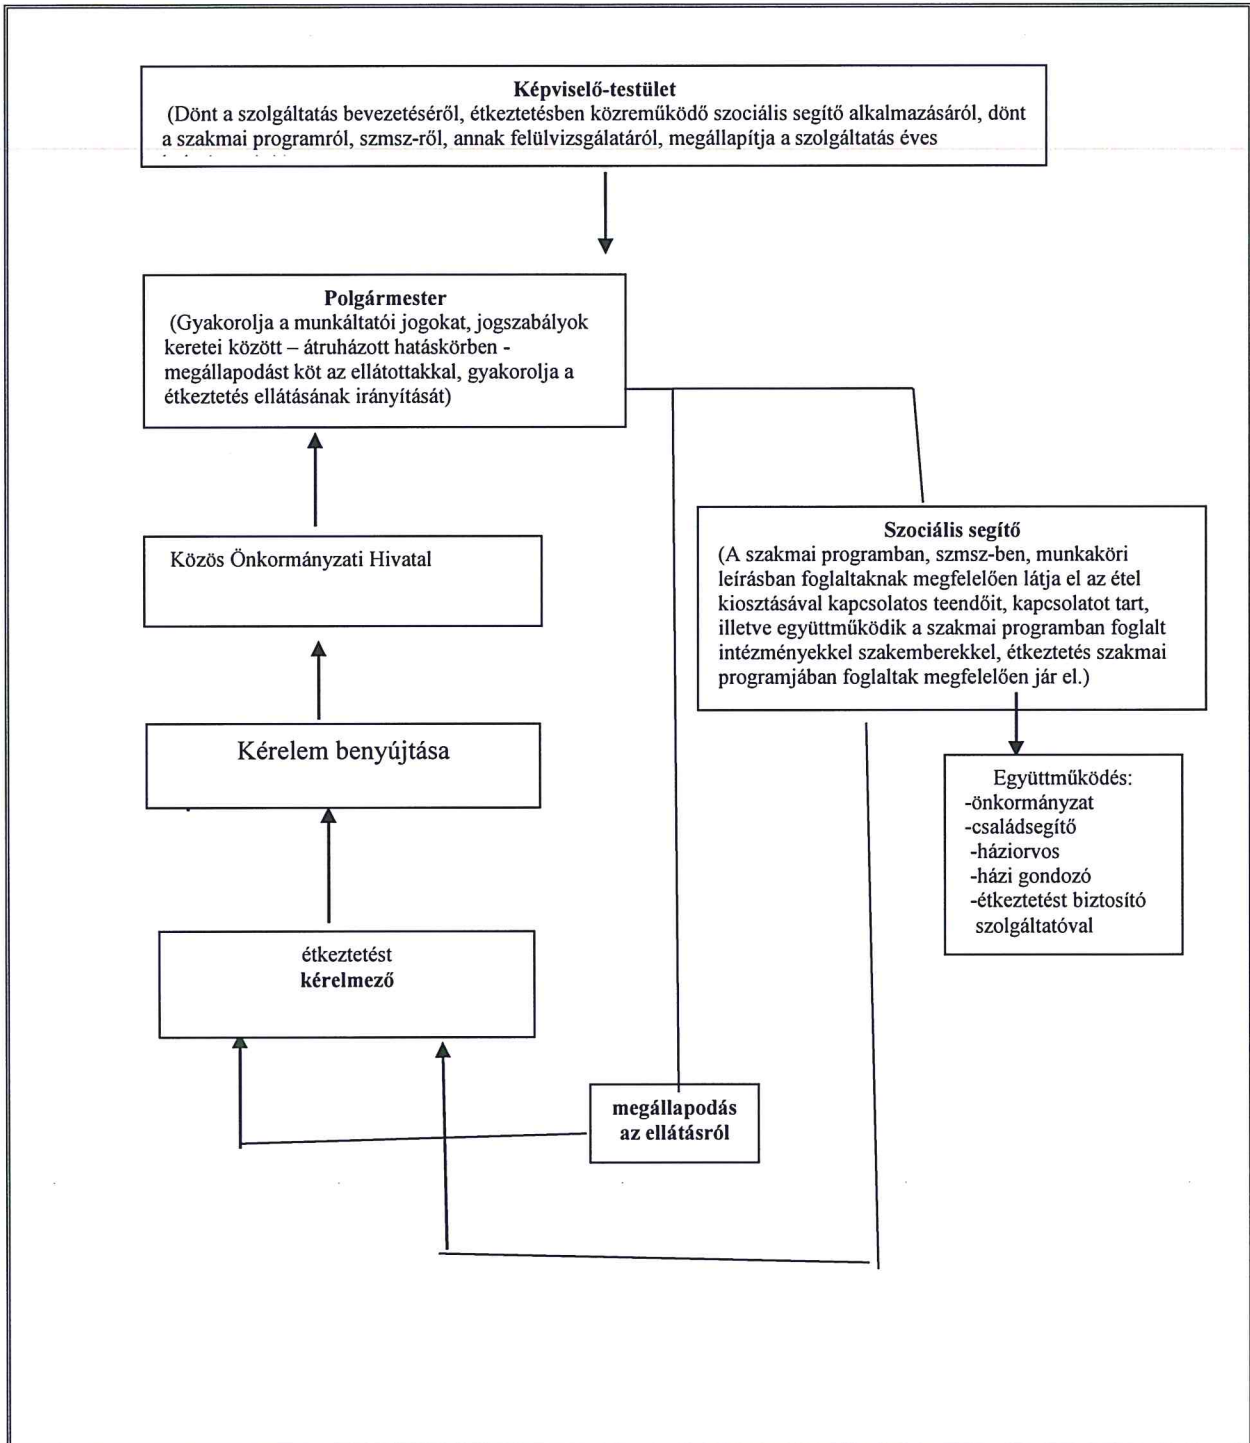 Képviselő-testület
(Dönt a szolgáltatás bevezetéséről, étkeztetésben közreműködő szociális segítő alkalmazásáról, dönt
a szakmai programról, szmsz-ről, annak felülvizsgálatáról, megállapítja a szolgáltatás éves
Polgármester
(Gyakorolja a munkáltatói jogokat, jogszabályok
keretei között – átruházott hatáskörben -
megállapodást köt az ellátottakkal, gyakorolja a
étkeztetés ellátásának irányítását)
Közös Önkormányzati Hivatal
Szociális segítő
(A szakmai programban, szmsz-ben, munkaköri
leírásban foglaltaknak megfelelően látja el az étel
kiosztásával kapcsolatos teendőit, kapcsolatot tart,
illetve együttműködik a szakmai programban foglalt
intézményekkel szakemberekkel, étkeztetés szakmai
programjában foglaltak megfelelően jár el.)
Kérelem benyújtása
Együttműködés:
-önkormányzat
-családsegítő
-háziorvos
-házi gondozó
-étkeztetést biztosító
szolgáltatóval
étkeztetést
kérelmező
megállapodás
az ellátásról